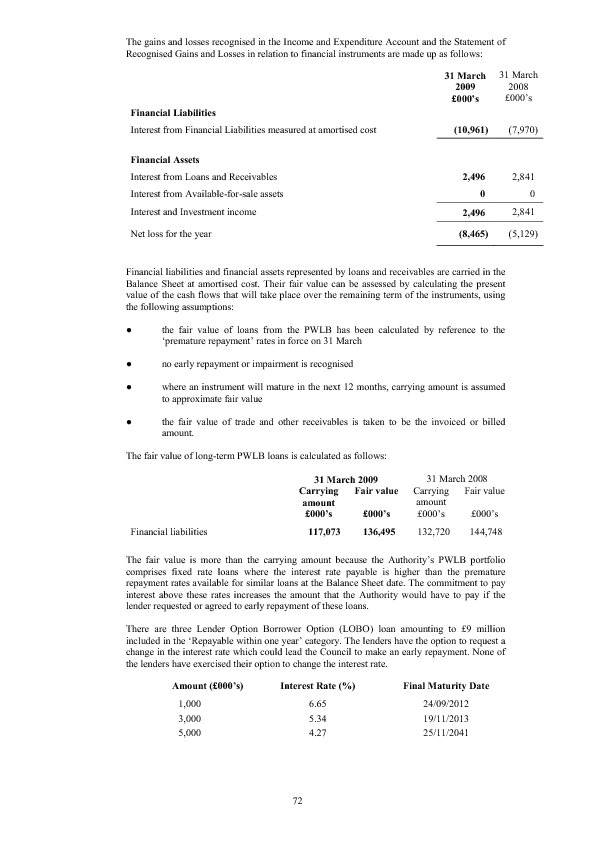 The gains and losses recognised in the Income and Expenditure Account and the Statement of
Recognised Gains and Losses in relation to financial instruments are made up as follows:
31 March 31 March
2009 2008
£000's £000's
Financial Liabilities
Interest from Financial Liabilities measured at amortised cost (10,961) (7,970)
Financial Assets
Interest from Loans and Receivables 2,496 2,841
Interest from Available-for-sale assets 0 0
Interest and Investment income 2,496 2,841
Net loss for the year (8,465) (5,129)
Financial liabilities and financial assets represented by loans and receivables are carried in the
Balance Sheet at amortised cost. Their fair value can be assessed by calculating the present
value of the cash flows that will take place over the remaining term of the instruments, using
the following assumptions:
● the fair value of loans from the PWLB has been calculated by reference to the
‘premature repayment’ rates in force on 31 March
● no early repayment or impairment is recognised
● where an instrument will mature in the next 12 months, carrying amount is assumed
to approximate fair value
● the fair value of trade and other receivables is taken to be the invoiced or billed
amount.
The fair value of long-term PWLB loans is calculated as follows:
31 March 2009 31 March 2008
Carrying Fair value Carrying Fair value
amount amount
£000's £000's £000's £000's
Financial liabilities 117,073 136,495 132,720 144,748
The fair value is more than the carrying amount because the Authority's PWLB portfolio
comprises fixed rate loans where the interest rate payable is higher than the premature
repayment rates available for similar loans at the Balance Sheet date. The commitment to pay
interest above these rates increases the amount that the Authority would have to pay if the
lender requested or agreed to early repayment of these loans.
There are three Lender Option Borrower Option (LOBO) loan amounting to £9 million
included in the ‘Repayable within one year’ category. The lenders have the option to request a
change in the interest rate which could lead the Council to make an early repayment. None of
the lenders have exercised their option to change the interest rate.
Amount (£000’s) Interest Rate (%) Final Maturity Date
1,000 6.65 24/09/2012
3,000 5.34 19/11/2013
5,000 4.27 25/11/2041
72